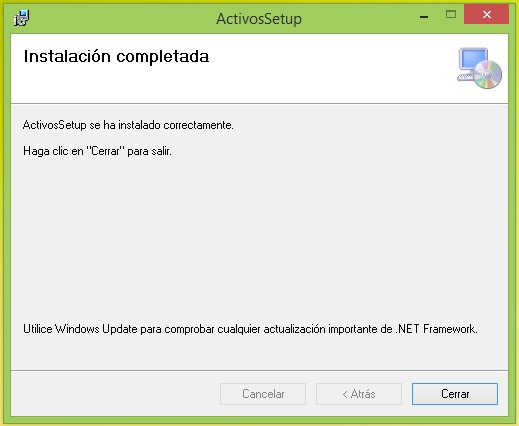 ActivosSetup
Instalación completada
ActivosSetup se ha instalado correctamente.
Haga clic en "Cerrar" para salir.
Utilice Windows Update para comprobar cualquier actualización importante de .NET Framework.
Cancelar
< Atrás
Cerrar